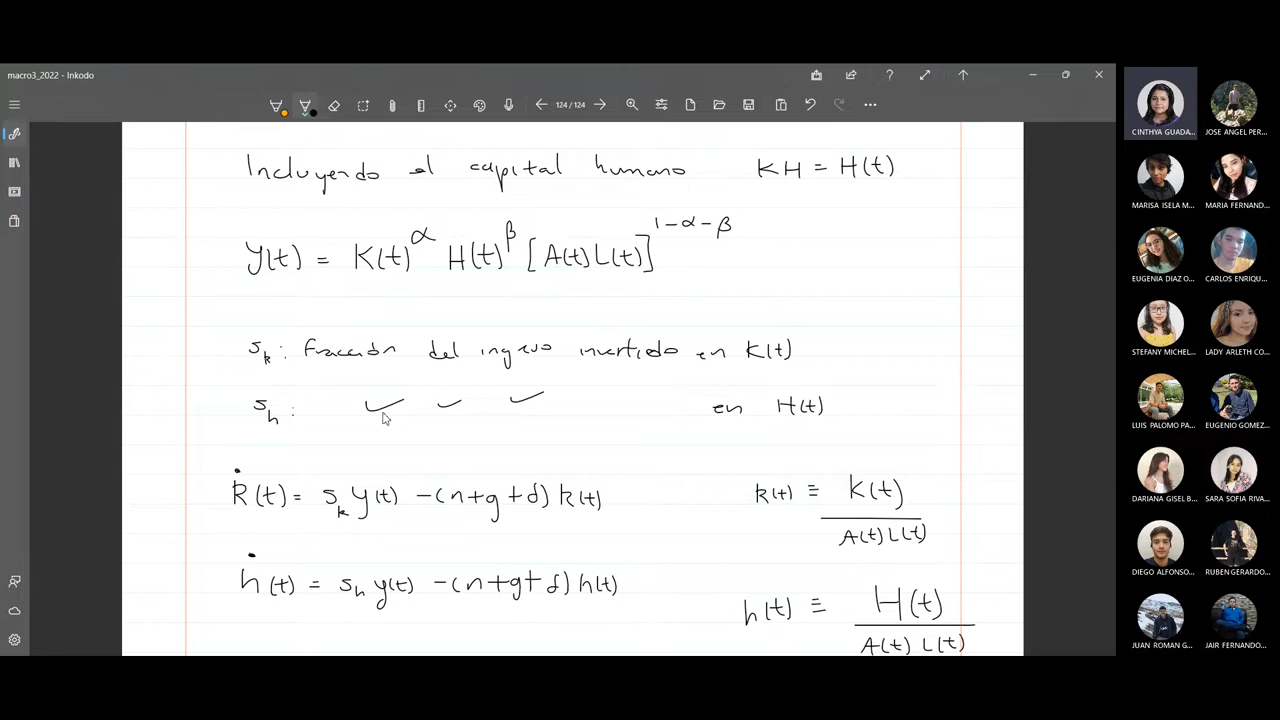 macro3_2022 - Inkodo
124 / 124
Incluyendo el capital humano KH = H(t)
Y(t) = K(t)^α H(t)^β [A(t)L(t)]^1-α-β
s_k: fracción del ingreso invertido en K(t)
s_h: en H(t)
k̇(t) = s_k y(t) -(n+g+δ) k(t) k(t) ≡ K(t)
A(t)L(t)
ḣ(t) = s_h y(t) -(n+g+δ) h(t)
h(t) ≡ H(t)
A(t) L(t)
CINTHYA GUADA...
JOSE ANGEL PER...
MARISA ISELA M...
MARIA FERNAND...
EUGENIA DIAZ O...
CARLOS ENRIQU...
STEFANY MICHEL...
LADY ARLETH CO...
LUIS PALOMO PA...
EUGENIO GOMEZ...
DARIANA GISEL B...
SARA SOFIA RIVA...
DIEGO ALFONSO...
RUBEN GERARDO...
JUAN ROMAN G...
JAIR FERNANDO...